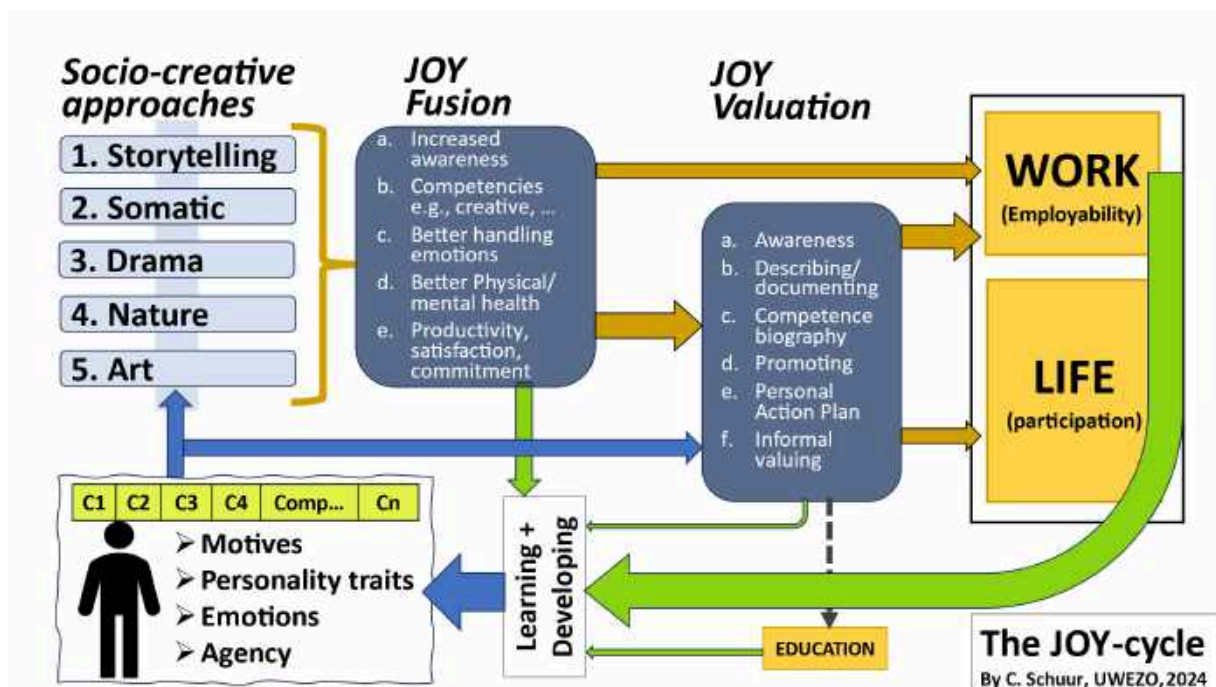 Socio-creative
approaches
1. Storytelling
2. Somatic
3. Drama
4. Nature
5. Art
JOY
Fusion
a. Increased
awareness
b. Competencies
e.g., creative, ...
c. Better handling
emotions
d. Better Physical/
mental health
e. Productivity,
satisfaction,
commitment
JOY
Valuation
a. Awareness
b. Describing/
documenting
c. Competence
biography
d. Promoting
e. Personal
Action Plan
f. Informal
valuing
WORK
(Employability)
LIFE
(participation)
C1 C2 C3 C4 Comp... Cn
➢ Motives
➢ Personality traits
➢ Emotions
➢ Agency
Learning +
Developing
EDUCATION
The JOY-cycle
By C. Schuur, UWEZO, 2024